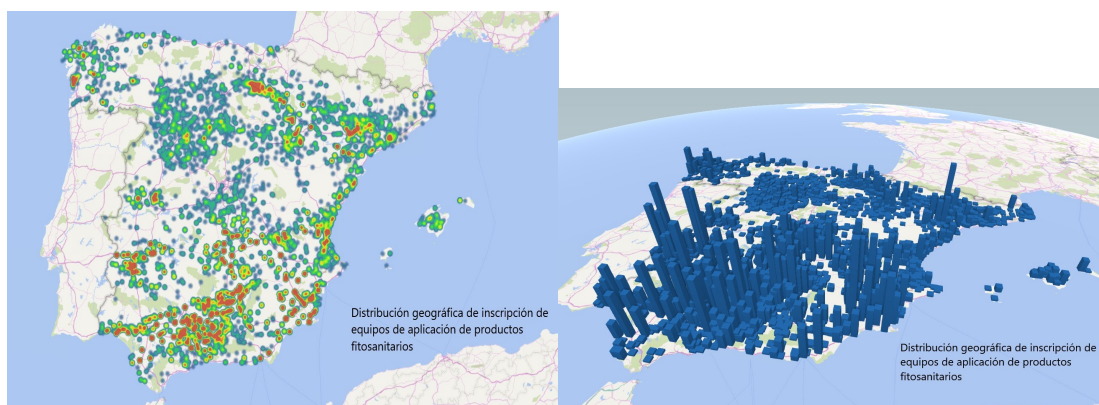 Distribución geográfica de inscripción de
equipos de aplicación de productos
fitosanitarios
Distribución geográfica de inscripción de
equipos de aplicación de productos
fitosanitarios